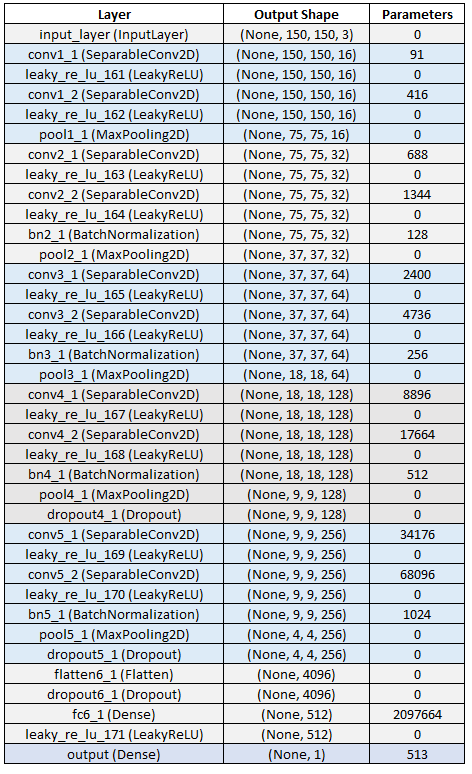 Layer Output Shape Parameters
input_layer (InputLayer) (None, 150, 150, 3) 0
conv1_1 (SeparableConv2D) (None, 150, 150, 16) 91
leaky_re_lu_161 (LeakyReLU) (None, 150, 150, 16) 0
conv1_2 (SeparableConv2D) (None, 150, 150, 16) 416
leaky_re_lu_162 (LeakyReLU) (None, 150, 150, 16) 0
pool1_1 (MaxPooling2D) (None, 75, 75, 16) 0
conv2_1 (SeparableConv2D) (None, 75, 75, 32) 688
leaky_re_lu_163 (LeakyReLU) (None, 75, 75, 32) 0
conv2_2 (SeparableConv2D) (None, 75, 75, 32) 1344
leaky_re_lu_164 (LeakyReLU) (None, 75, 75, 32) 0
bn2_1 (BatchNormalization) (None, 75, 75, 32) 128
pool2_1 (MaxPooling2D) (None, 37, 37, 32) 0
conv3_1 (SeparableConv2D) (None, 37, 37, 64) 2400
leaky_re_lu_165 (LeakyReLU) (None, 37, 37, 64) 0
conv3_2 (SeparableConv2D) (None, 37, 37, 64) 4736
leaky_re_lu_166 (LeakyReLU) (None, 37, 37, 64) 0
bn3_1 (BatchNormalization) (None, 37, 37, 64) 256
pool3_1 (MaxPooling2D) (None, 18, 18, 64) 0
conv4_1 (SeparableConv2D) (None, 18, 18, 128) 8896
leaky_re_lu_167 (LeakyReLU) (None, 18, 18, 128) 0
conv4_2 (SeparableConv2D) (None, 18, 18, 128) 17664
leaky_re_lu_168 (LeakyReLU) (None, 18, 18, 128) 0
bn4_1 (BatchNormalization) (None, 18, 18, 128) 512
pool4_1 (MaxPooling2D) (None, 9, 9, 128) 0
dropout4_1 (Dropout) (None, 9, 9, 128) 0
conv5_1 (SeparableConv2D) (None, 9, 9, 256) 34176
leaky_re_lu_169 (LeakyReLU) (None, 9, 9, 256) 0
conv5_2 (SeparableConv2D) (None, 9, 9, 256) 68096
leaky_re_lu_170 (LeakyReLU) (None, 9, 9, 256) 0
bn5_1 (BatchNormalization) (None, 9, 9, 256) 1024
pool5_1 (MaxPooling2D) (None, 4, 4, 256) 0
dropout5_1 (Dropout) (None, 4, 4, 256) 0
flatten6_1 (Flatten) (None, 4096) 0
dropout6_1 (Dropout) (None, 4096) 0
fc6_1 (Dense) (None, 512) 2097664
leaky_re_lu_171 (LeakyReLU) (None, 512) 0
output (Dense) (None, 1) 513